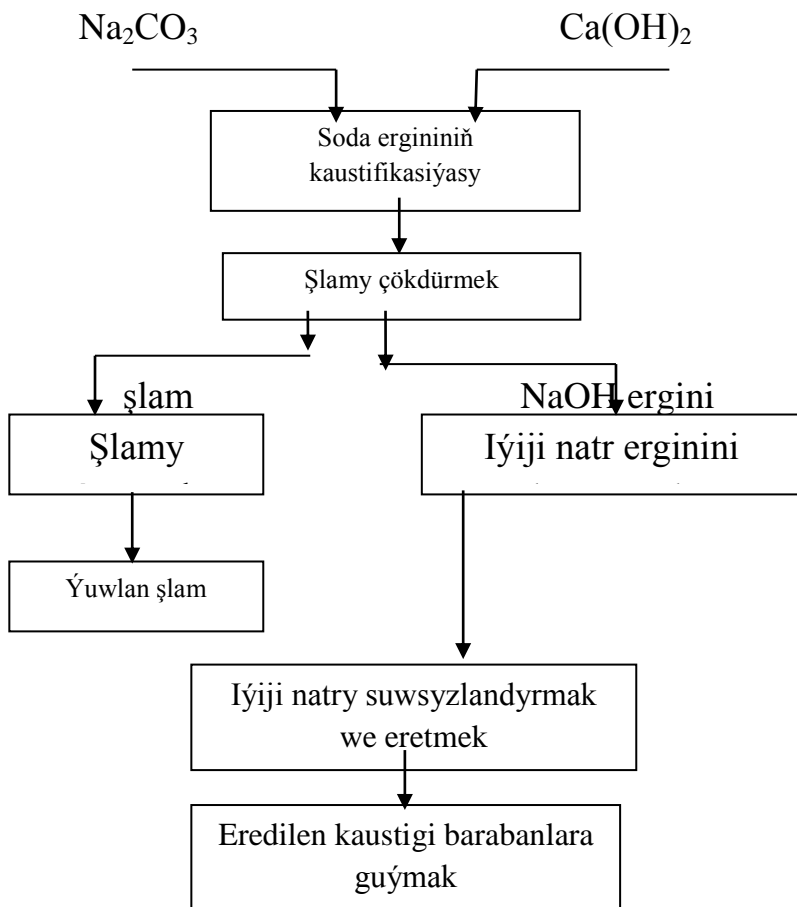 Na₂CO₃ Ca(OH)₂
Soda ergininiň
kaustifikasiýasy
Şlamy çökdürmek
şlam NaOH ergini
Şlamy
Iýiji natr erginini
Ýuwlan şlam
Iýiji natry suwsyzlandyrmak
we eretmek
Eredilen kaustigi barabanlara
guýmak